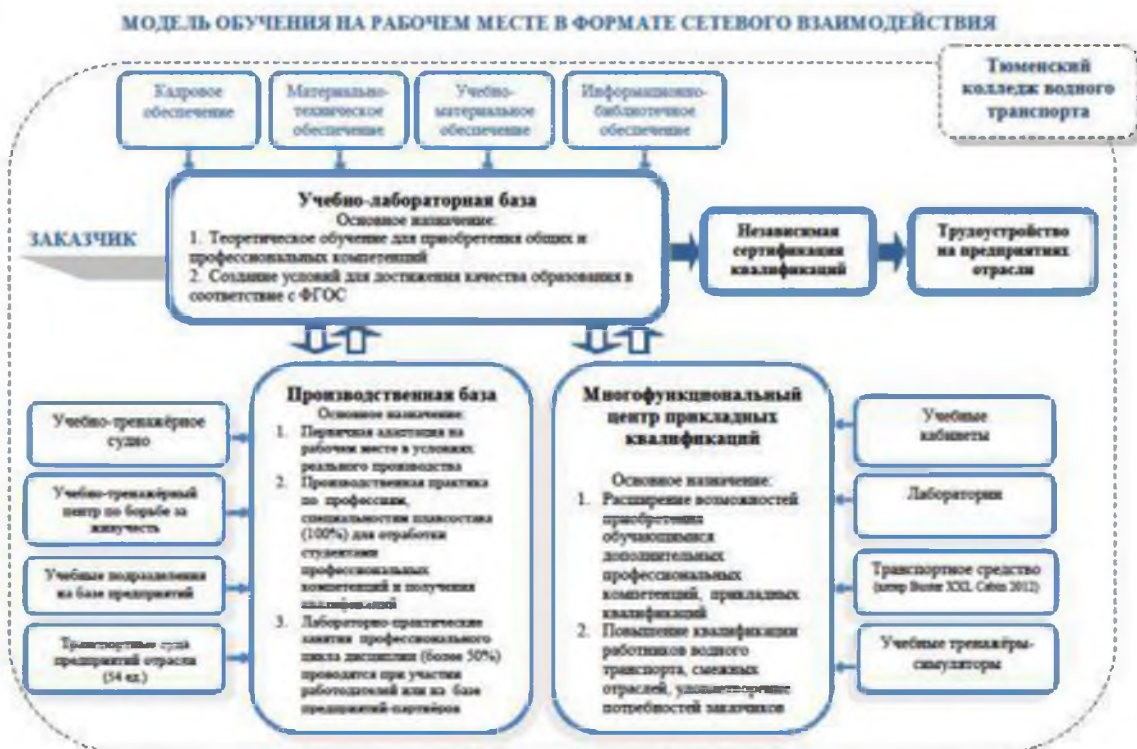 МОДЕЛЬ ОБУЧЕНИЯ НА РАБОЧЕМ МЕСТЕ В ФОРМАТЕ СЕТЕВОГО ВЗАИМОДЕЙСТВИЯ
Тюменский
колледж водного
транспорта
Кадровое
обеспечение
Материально-
техническое
обеспечение
Учебно-
материальное
обеспечение
Информационно-
библиотечное
обеспечение
ЗАКАЗЧИК
Учебно-лабораторная база
Основное назначение:
1. Теоретическое обучение для приобретения общих и
профессиональных компетенций
2. Создание условий для достижения качества образования в
соответствие с ФГОС
Независимая
сертификация
квалификаций
Трудоустройство
на предприятиях
отрасли
Учебно-тренажёрное
судно
Учебно-тренажёрный
центр по борьбе за
живучесть
Учебные подразделения
на базе предприятий
Транспортные суда
предприятий отрасли
(54 ед.)
Производственная база
Основное назначение:
1. Первичная адаптация на
рабочем месте в условиях
реального производства
2. Производственная практика
по профессиям,
специальностям плавсостава
(100%) для отработки
студентами
профессиональных
компетенций и получения
квалификаций
3. Лабораторно-практические
занятия профессионального
цикла дисциплин (более 50%)
проводятся при участии
работодателей или на базе
предприятий-партнёров
Многофункциональный
центр прикладных
квалификаций
Основное назначение:
1. Расширение возможностей
приобретения
обучающимися
дополнительных
профессиональных
компетенций, прикладных
квалификаций
2. Повышение квалификации
работников водного
транспорта, смежных
отраслей, удовлетворение
потребностей заказчиков
Учебные
кабинеты
Лаборатории
Транспортное средство
(катер Buster XXL Cabin 2012)
Учебные тренажёры-
симуляторы